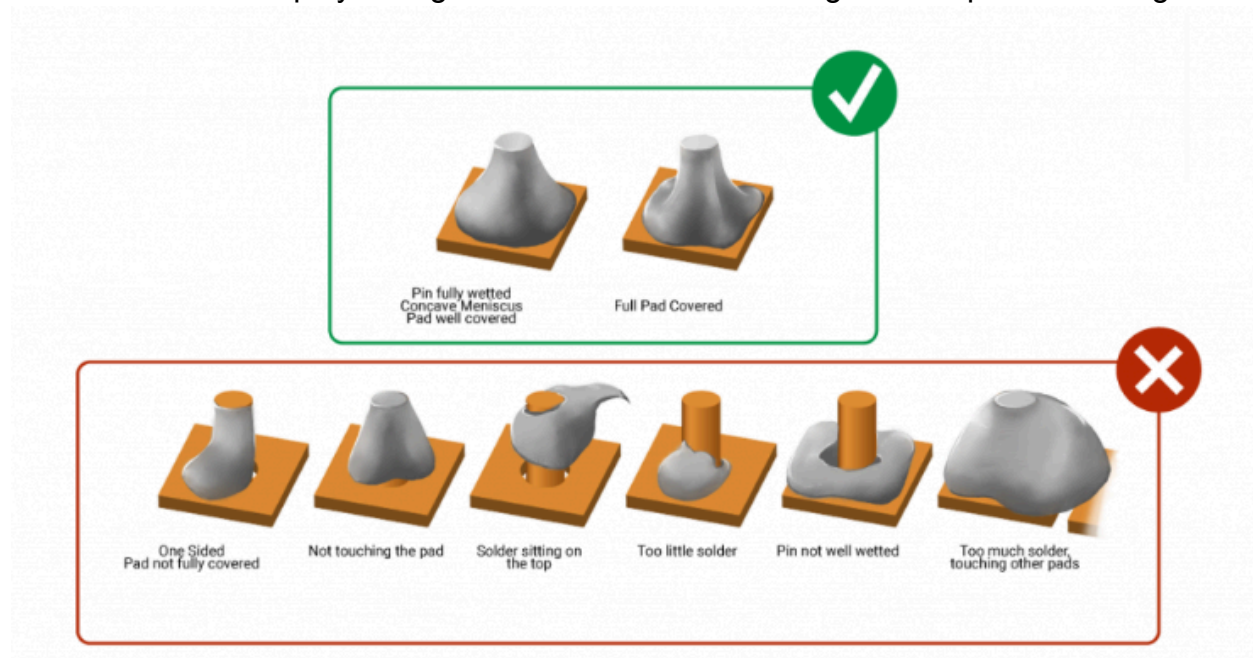 Pin fully wetted
Concave Meniscus
Pad well covered
Full Pad Covered
One Sided
Pad not fully covered
Not touching the pad
Solder sitting on
the top
Too little solder
Pin not well wetted
Too much solder,
touching other pads